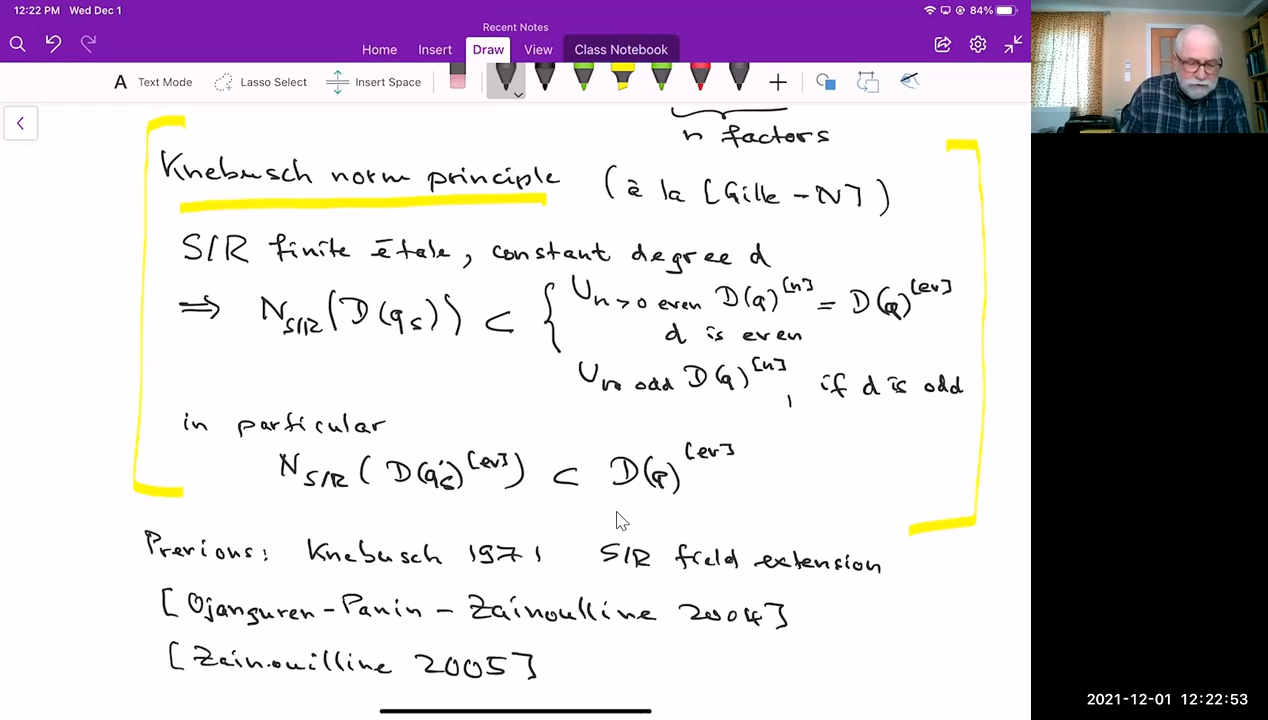 12:22 PM Wed Dec 1
84%
Recent Notes
Home Insert Draw View Class Notebook
A Text Mode Lasso Select Insert Space
n factors
Knebusch norm principle (à la [Gille-N])
S/R finite étale, constant degree d
⇒ N_{S/R}(D(q_S)) ⊂ { ∪_{n>0 even} D(q)^{[n]} = D(q)^{[ev]}
d is even
∪_{n> odd} D(q)^{[n]}, if d is odd
in particular
N_{S/R}(D(q_S)^{[ev]}) ⊂ D(q)^{[ev]}
Previous: Knebusch 1971 S/R field extension
[Ojanguren-Panin-Zainoulline 2004]
[Zainouilline 2005]
2021-12-01 12:22:53